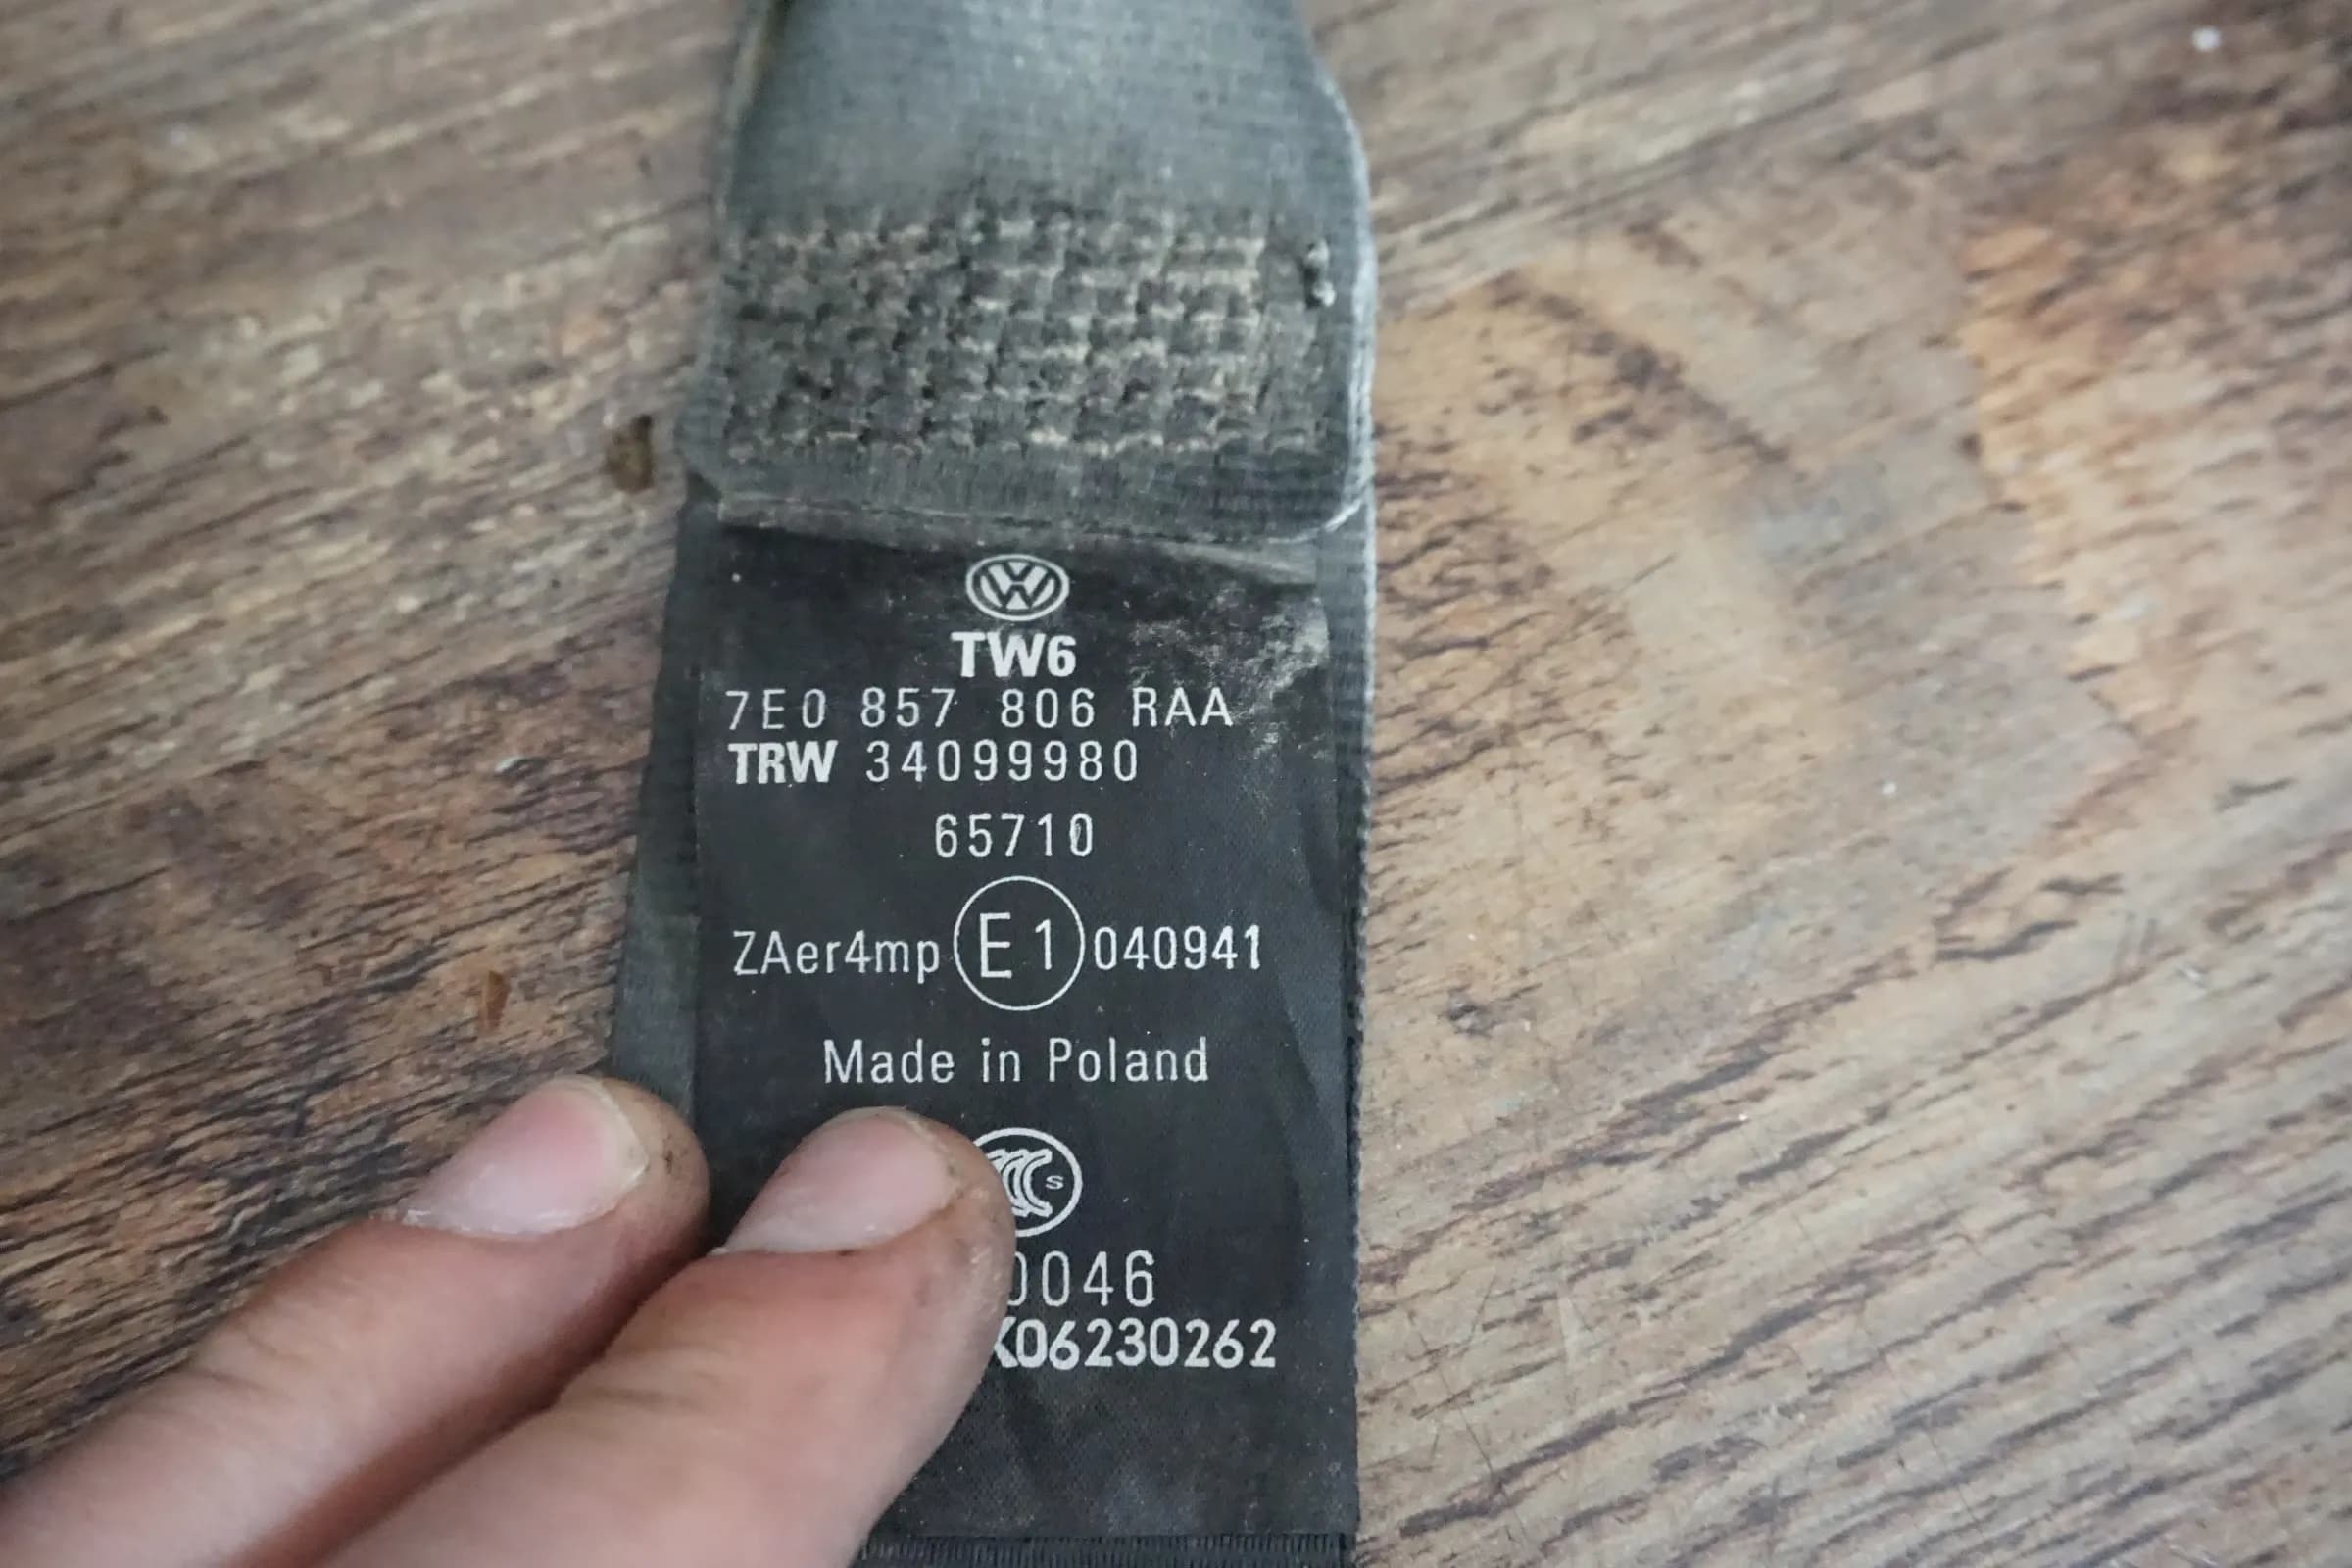 TW6
7E0 857 806 RAA
TRW 34099980
65710
ZAer4mp E1 040941
Made in Poland
S
0046
K06230262